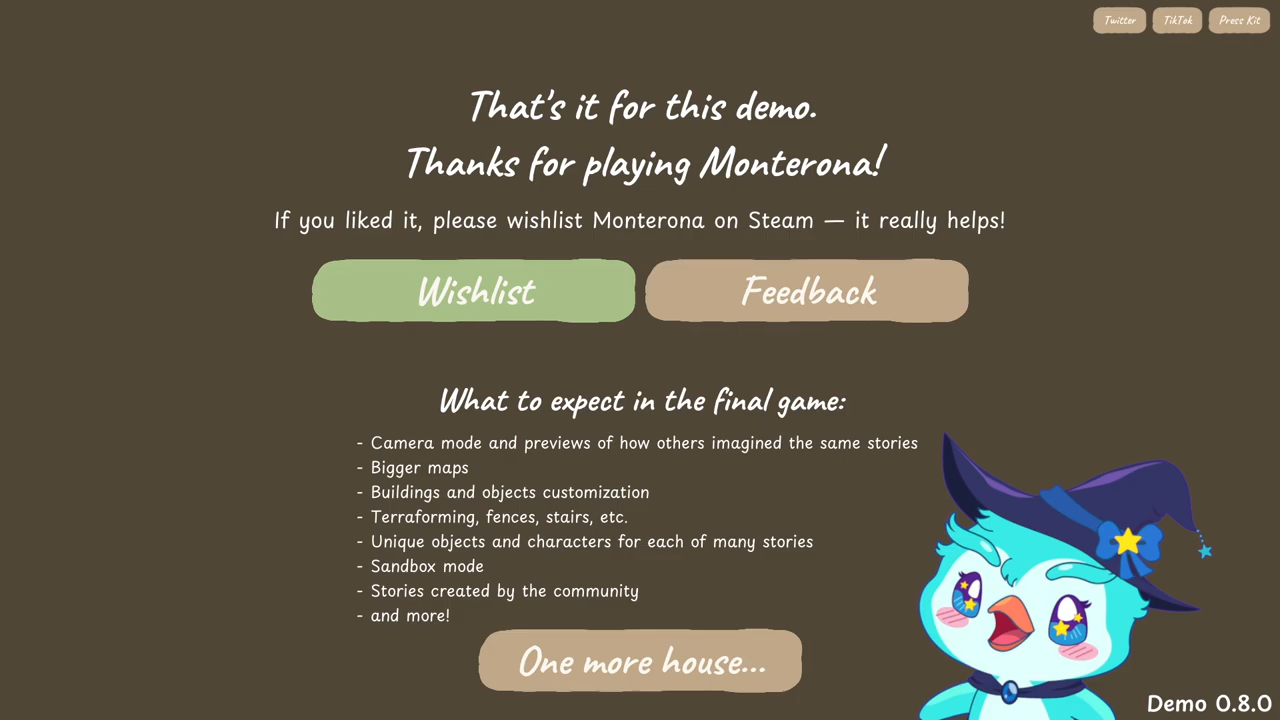 Twitter TikTok Press Kit
That's it for this demo.
Thanks for playing Monterona!
If you liked it, please wishlist Monterona on Steam — it really helps!
Wishlist Feedback
What to expect in the final game:
- Camera mode and previews of how others imagined the same stories
- Bigger maps
- Buildings and objects customization
- Terraforming, fences, stairs, etc.
- Unique objects and characters for each of many stories
- Sandbox mode
- Stories created by the community
- and more!
One more house...
Demo 0.8.0